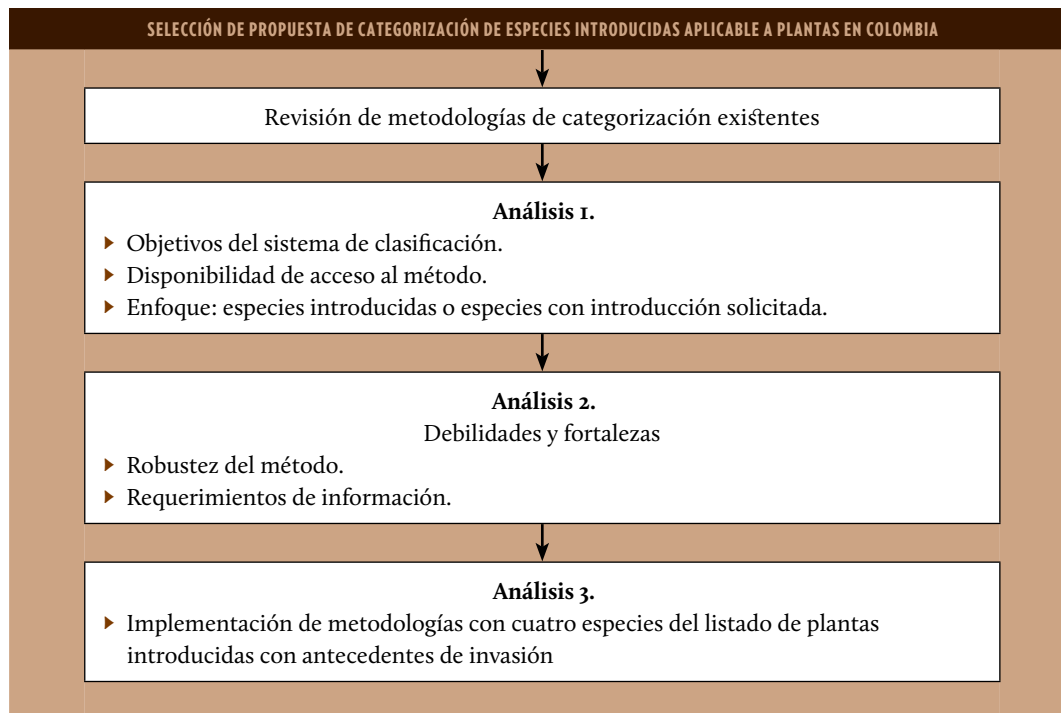 SELECCIÓN DE PROPUESTA DE CATEGORIZACIÓN DE ESPECIES INTRODUCIDAS APLICABLE A PLANTAS EN COLOMBIA
Revisión de metodologías de categorización existentes
Análisis 1.
Objetivos del sistema de clasificación.
Disponibilidad de acceso al método.
Enfoque: especies introducidas o especies con introducción solicitada.
Análisis 2.
Debilidades y fortalezas
Robustez del método.
Requerimientos de información.
Análisis 3.
Implementación de metodologías con cuatro especies del listado de plantas
introducidas con antecedentes de invasión